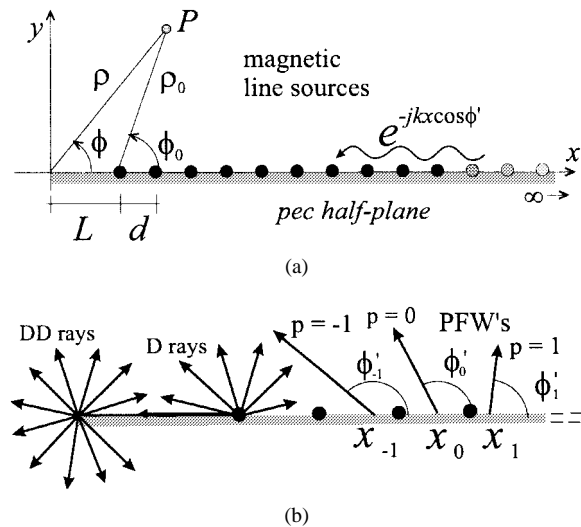 y
P
magnetic
line sources
ρ
ρ₀
e^{-jkxcosϕ'}
ϕ
ϕ₀
x
∞
L
d
pec half-plane
(a)
DD rays
D rays
p = -1
p = 0
PFW's
p = 1
ϕ'₋₁
ϕ'₀
ϕ'₁
x₋₁
x₀
x₁
(b)